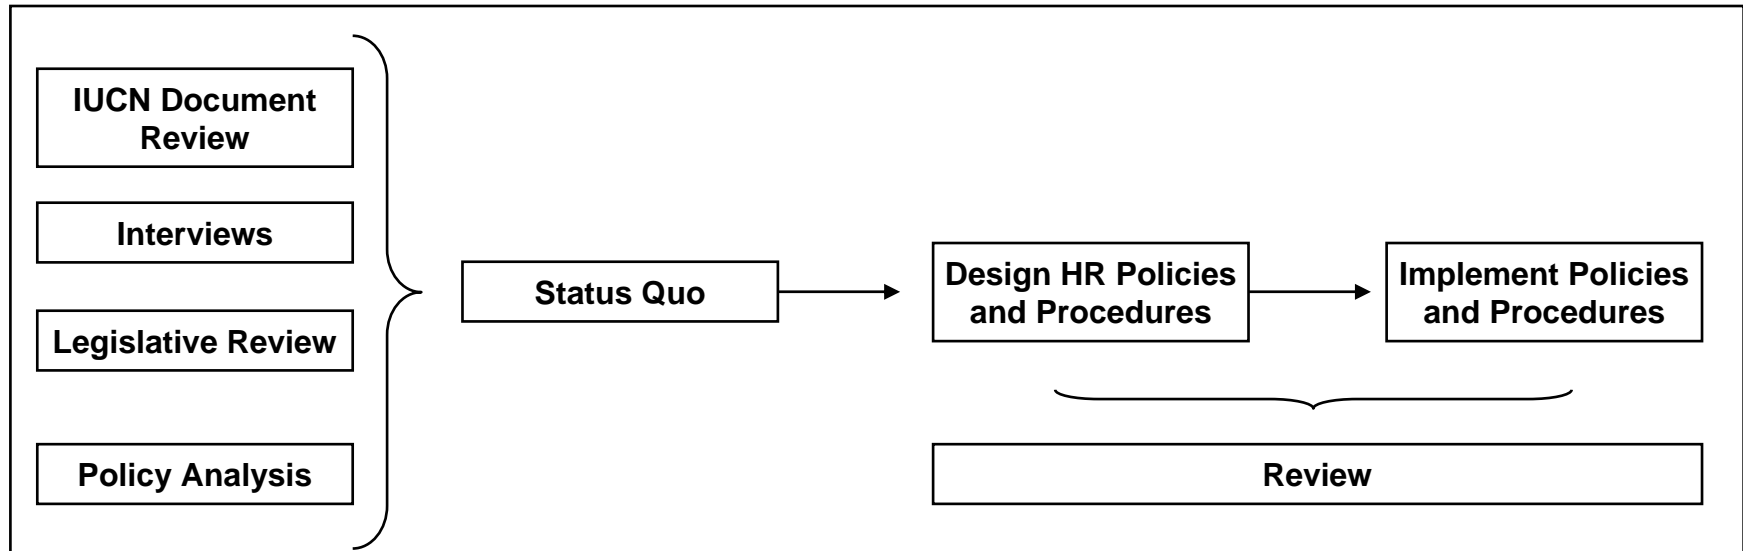 IUCN Document
Review
Interviews
Legislative Review
Policy Analysis
Status Quo
Design HR Policies
and Procedures
Implement Policies
and Procedures
Review